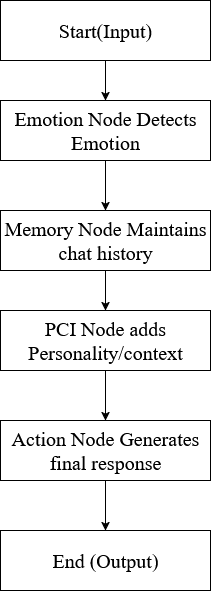 Start(Input)
Emotion Node Detects
Emotion
Memory Node Maintains
chat history
PCI Node adds
Personality/context
Action Node Generates
final response
End (Output)